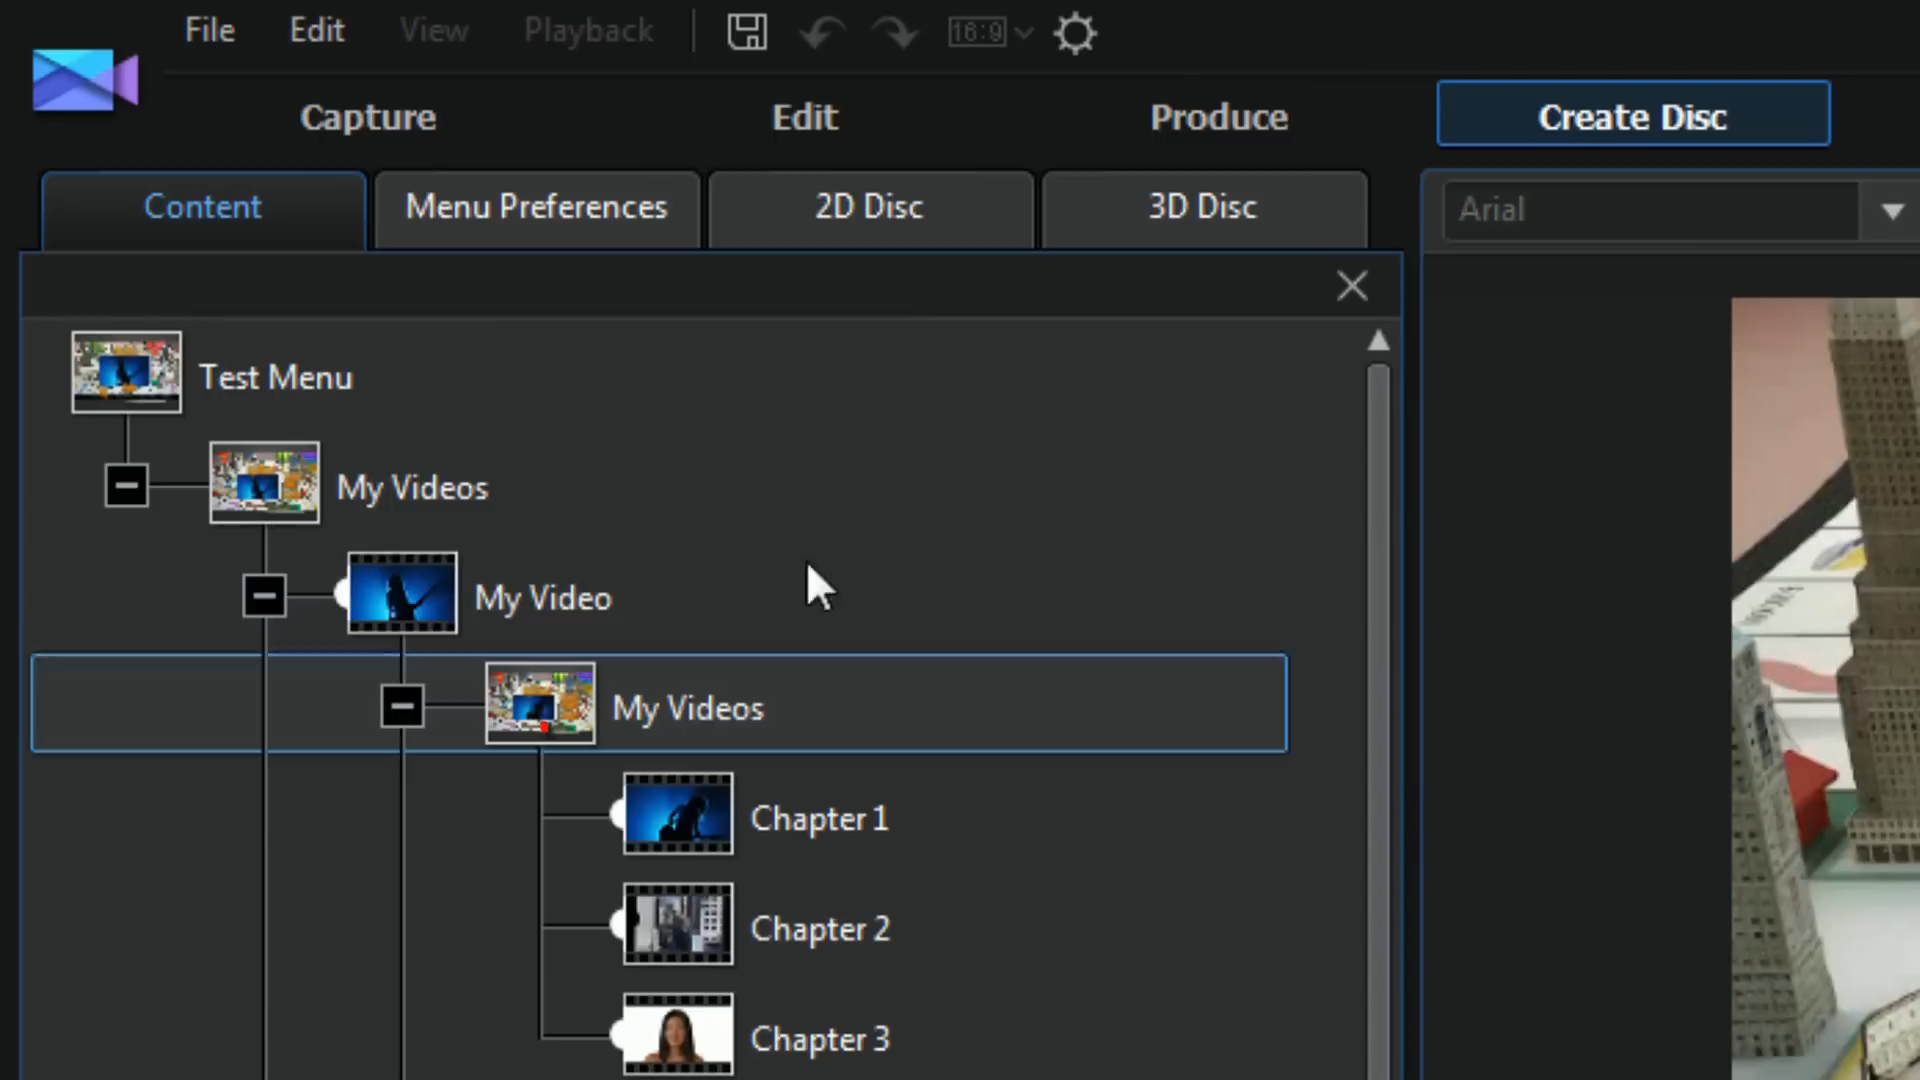 File Edit View Playback 16:9
Capture Edit Produce Create Disc
Content Menu Preferences 2D Disc 3D Disc Arial
Test Menu
My Videos
My Video
My Videos
Chapter 1
Chapter 2
Chapter 3